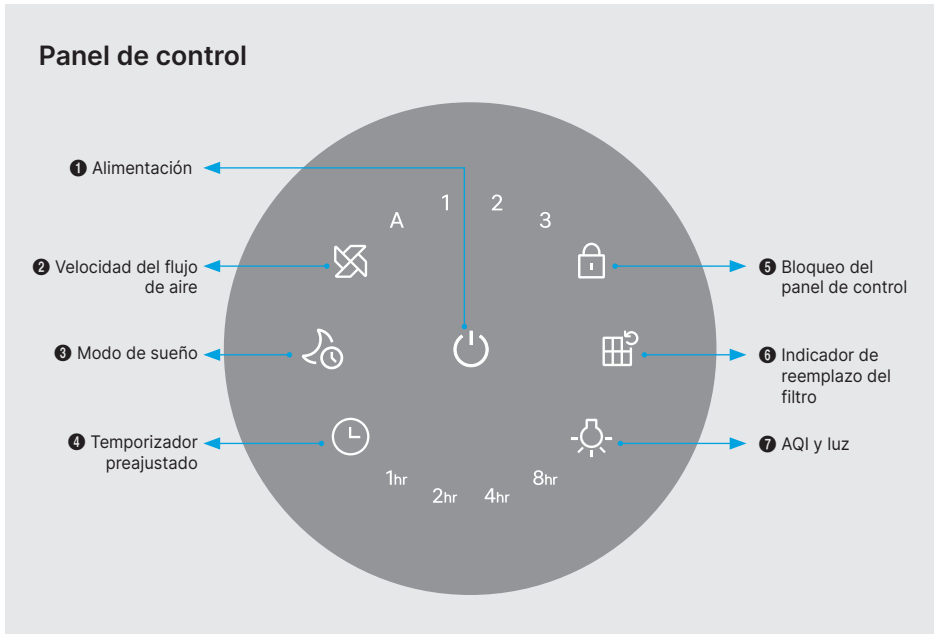 Panel de control
❶ Alimentación
A 1 2 3
❷ Velocidad del flujo
de aire
❺ Bloqueo del
panel de control
❸ Modo de sueño
❻ Indicador de
reemplazo del
filtro
❹ Temporizador
preajustado
❼ AQI y luz
1hr 2hr 4hr 8hr